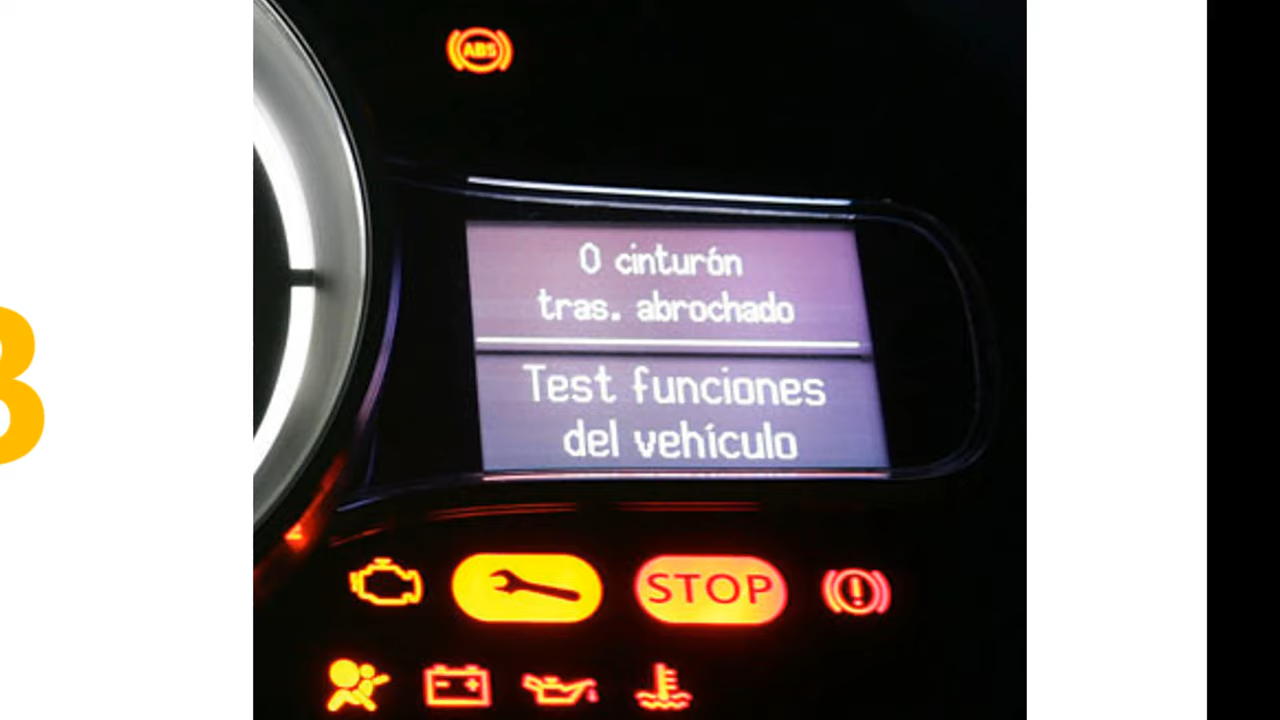 ABS
0 cinturón
tras. abrochado
Test funciones
del vehículo
STOP